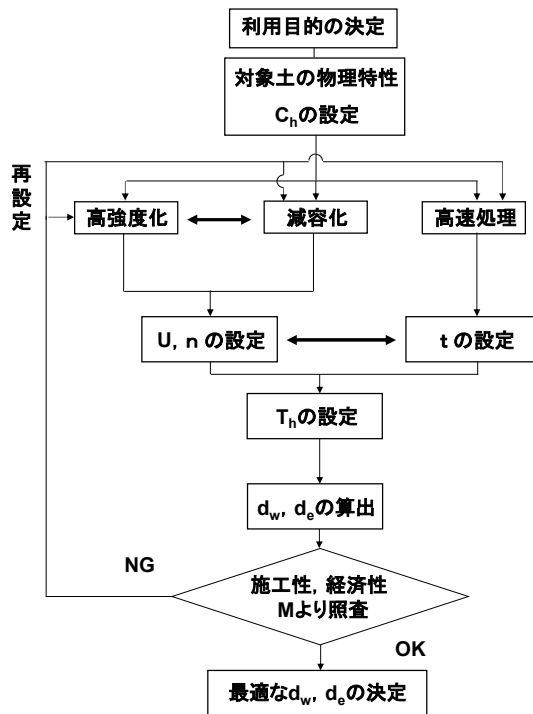 利用目的の決定
対象土の物理特性
Chの設定
再設定
高強度化
減容化
高速処理
U, n の設定
t の設定
Thの設定
dw, deの算出
NG
施工性, 経済性
Mより照査
OK
最適なdw, deの決定